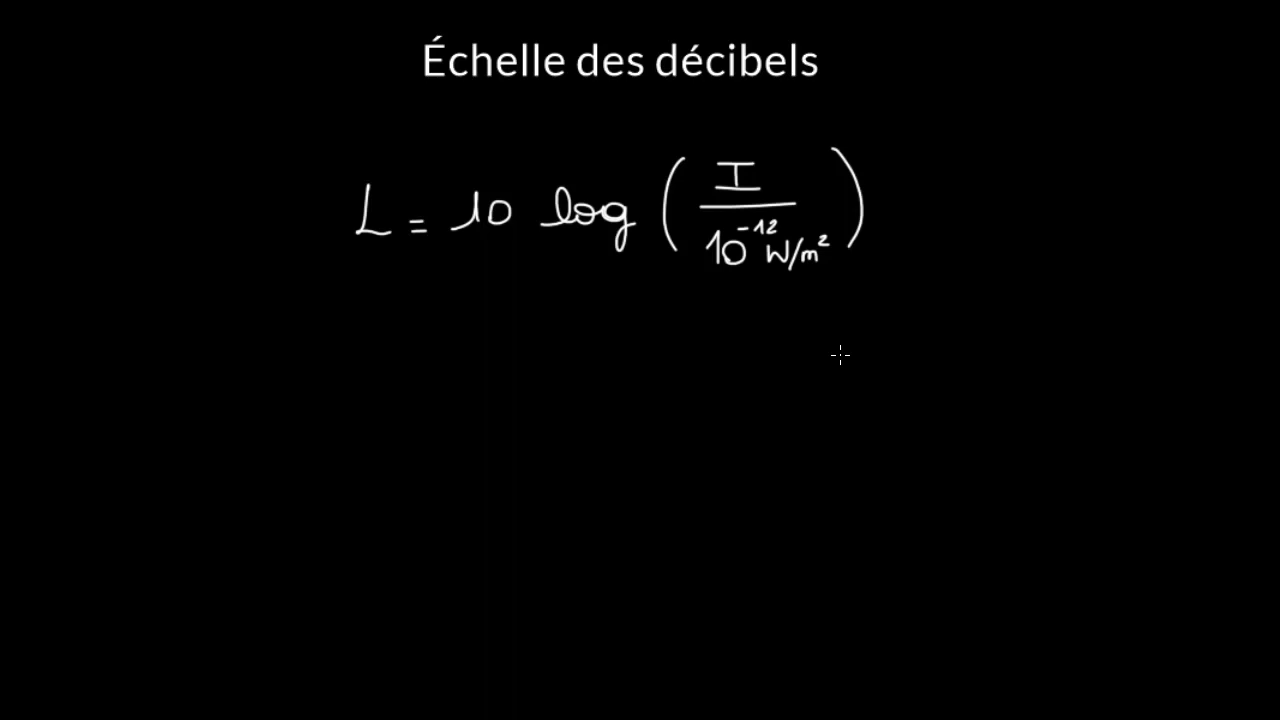 Échelle des décibels
L = 10 log ( I / 10⁻¹² W/m² )